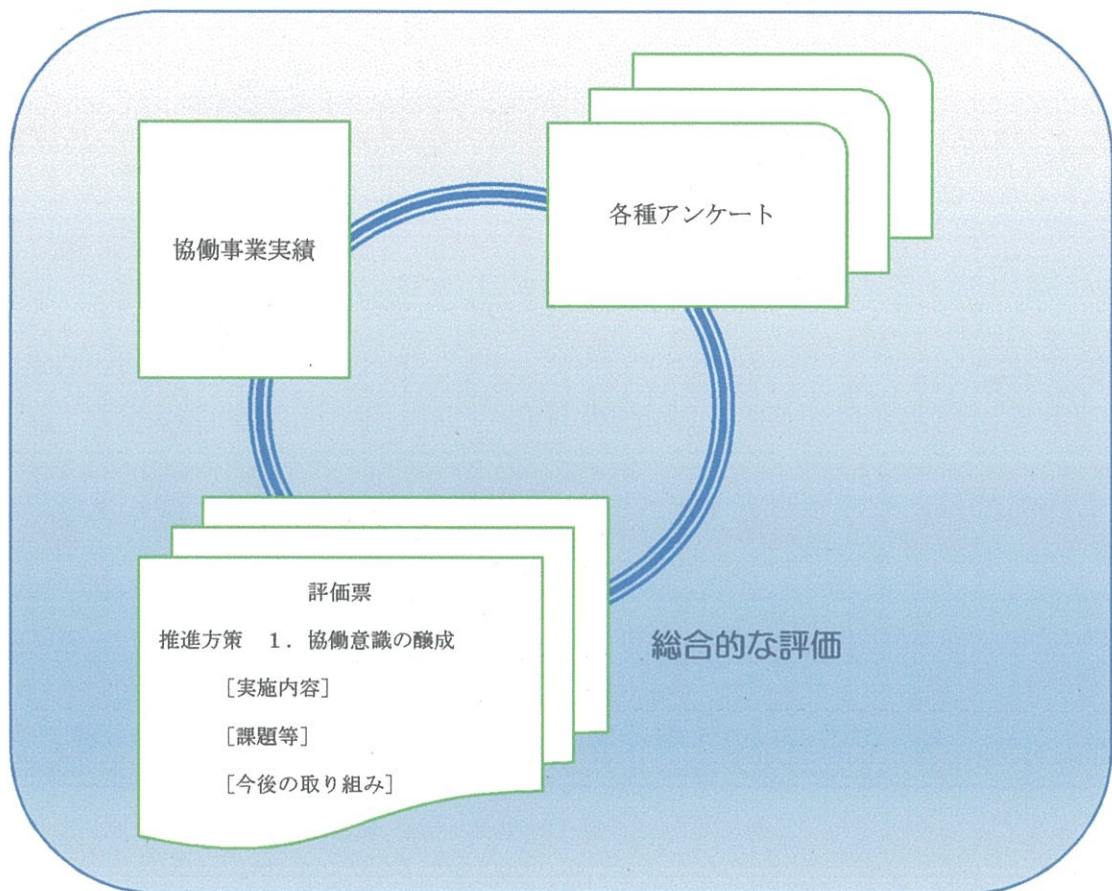 協働事業実績
各種アンケート
評価票
推進方策　１．協働意識の醸成
［実施内容］
［課題等］
［今後の取り組み］
総合的な評価